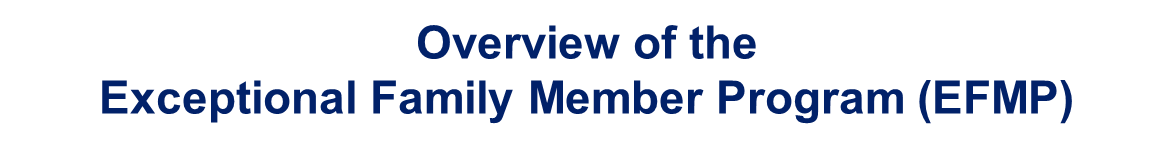 Overview of the
Exceptional Family Member Program (EFMP)